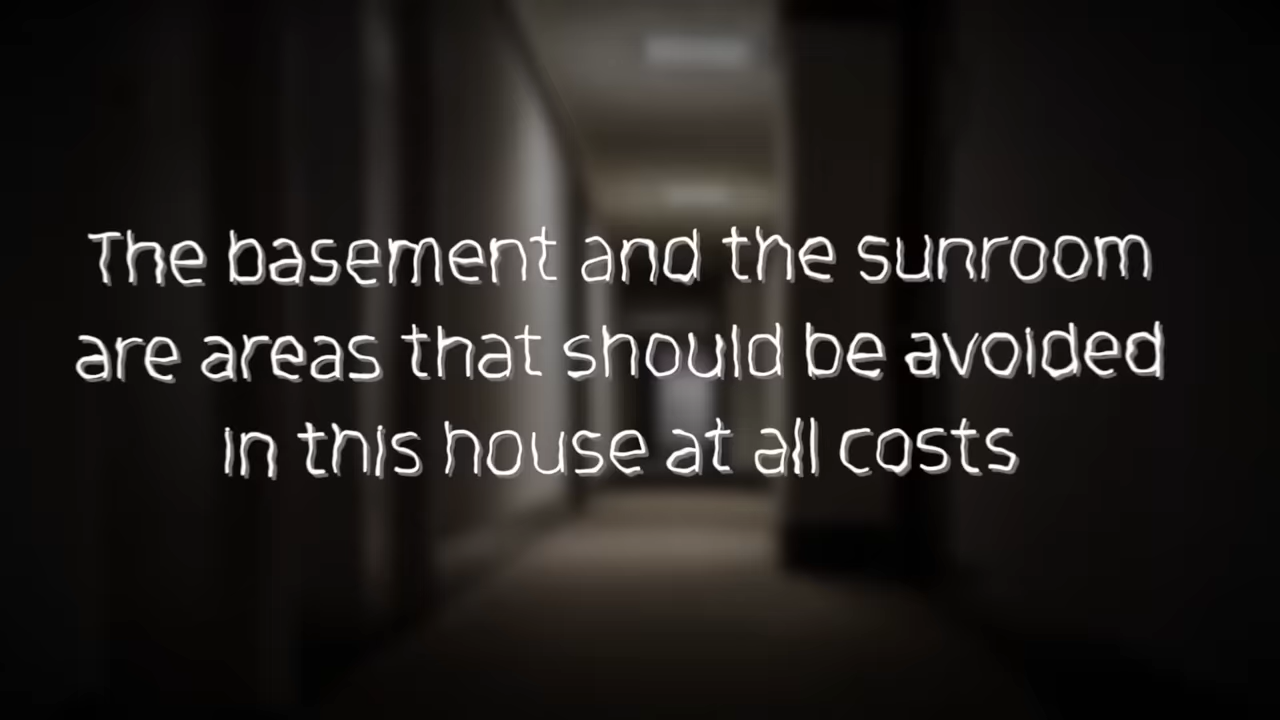 The basement and the sunroom
are areas that should be avoided
in this house at all costs